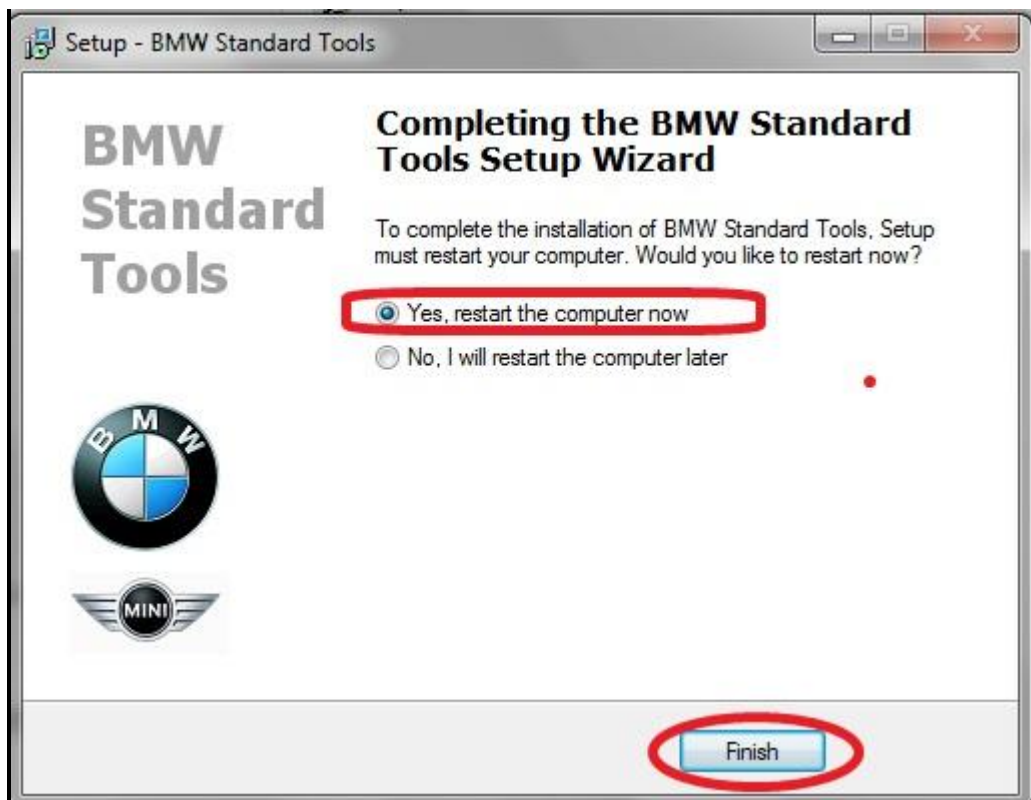 Setup - BMW Standard Tools
BMW
Standard
Tools
Completing the BMW Standard
Tools Setup Wizard
To complete the installation of BMW Standard Tools, Setup
must restart your computer. Would you like to restart now?
Yes, restart the computer now
No, I will restart the computer later
BMW
MINI
Finish